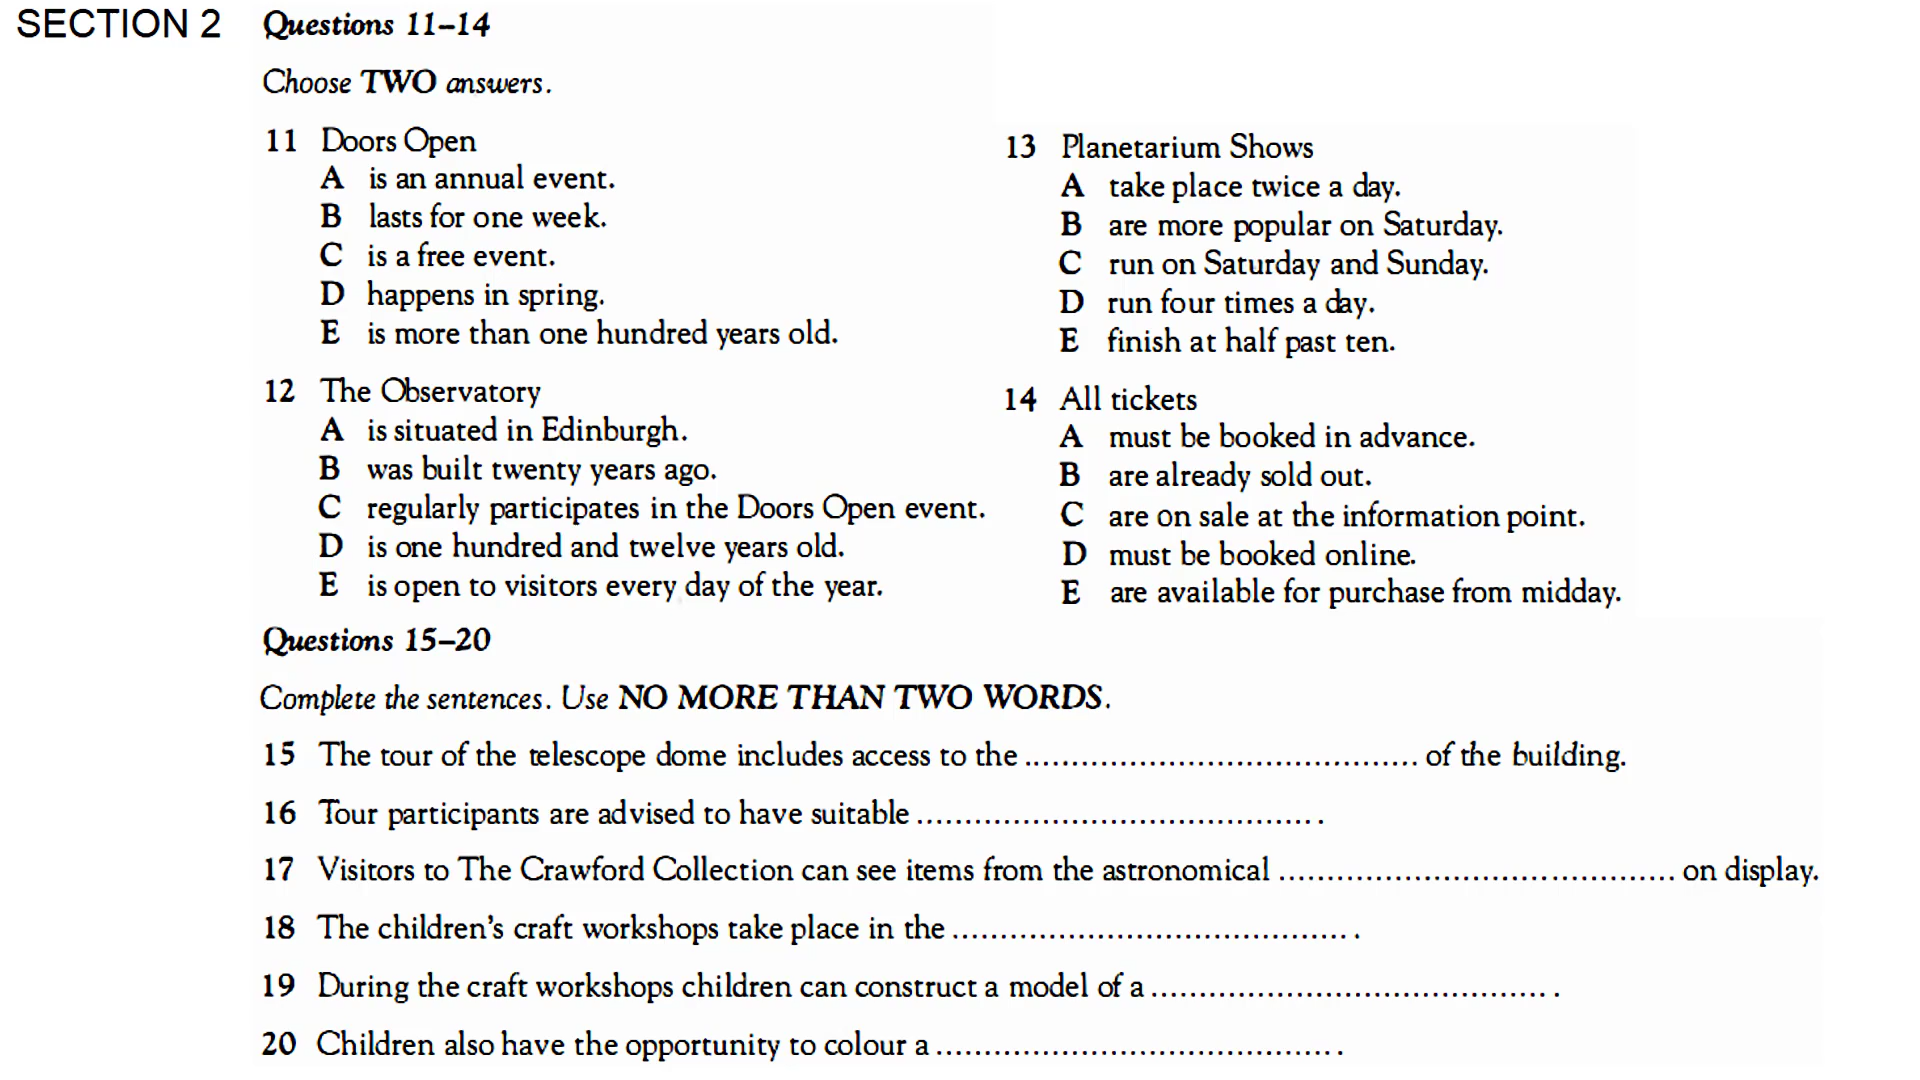 SECTION 2
Questions 11–14
Choose TWO answers.
11 Doors Open
A is an annual event.
B lasts for one week.
C is a free event.
D happens in spring.
E is more than one hundred years old.
12 The Observatory
A is situated in Edinburgh.
B was built twenty years ago.
C regularly participates in the Doors Open event.
D is one hundred and twelve years old.
E is open to visitors every day of the year.
13 Planetarium Shows
A take place twice a day.
B are more popular on Saturday.
C run on Saturday and Sunday.
D run four times a day.
E finish at half past ten.
14 All tickets
A must be booked in advance.
B are already sold out.
C are on sale at the information point.
D must be booked online.
E are available for purchase from midday.
Questions 15–20
Complete the sentences. Use NO MORE THAN TWO WORDS.
15 The tour of the telescope dome includes access to the ........................................ of the building.
16 Tour participants are advised to have suitable ........................................ .
17 Visitors to The Crawford Collection can see items from the astronomical ........................................ on display.
18 The children's craft workshops take place in the ........................................ .
19 During the craft workshops children can construct a model of a ........................................ .
20 Children also have the opportunity to colour a ........................................ .